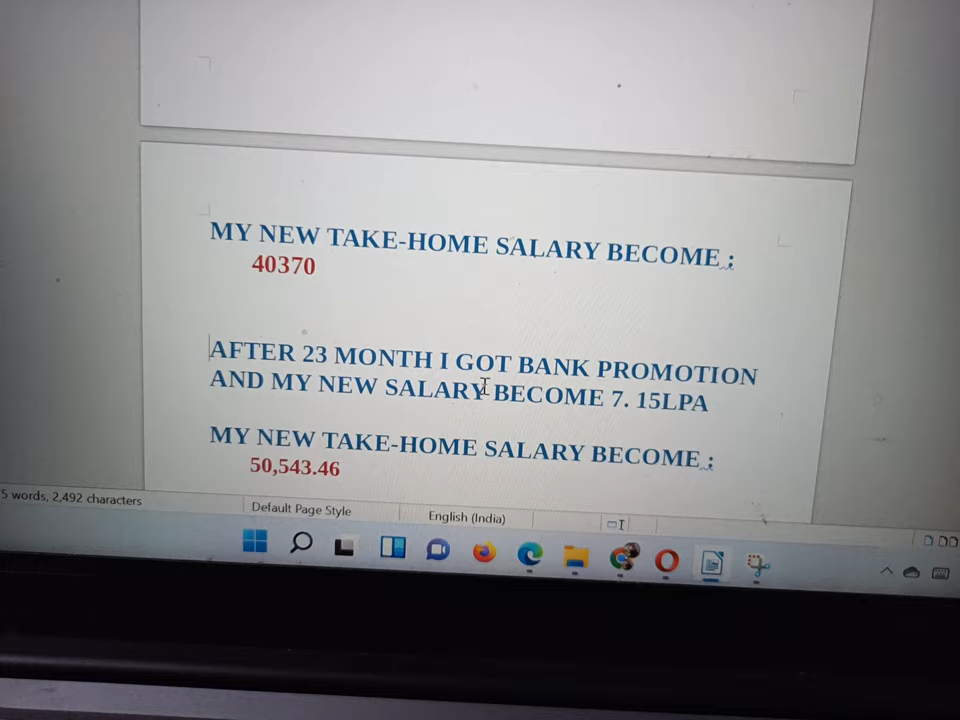 MY NEW TAKE-HOME SALARY BECOME :
40370
AFTER 23 MONTH I GOT BANK PROMOTION
AND MY NEW SALARY BECOME 7. 15LPA
MY NEW TAKE-HOME SALARY BECOME :
50,543.46
5 words, 2,492 characters
Default Page Style
English (India)